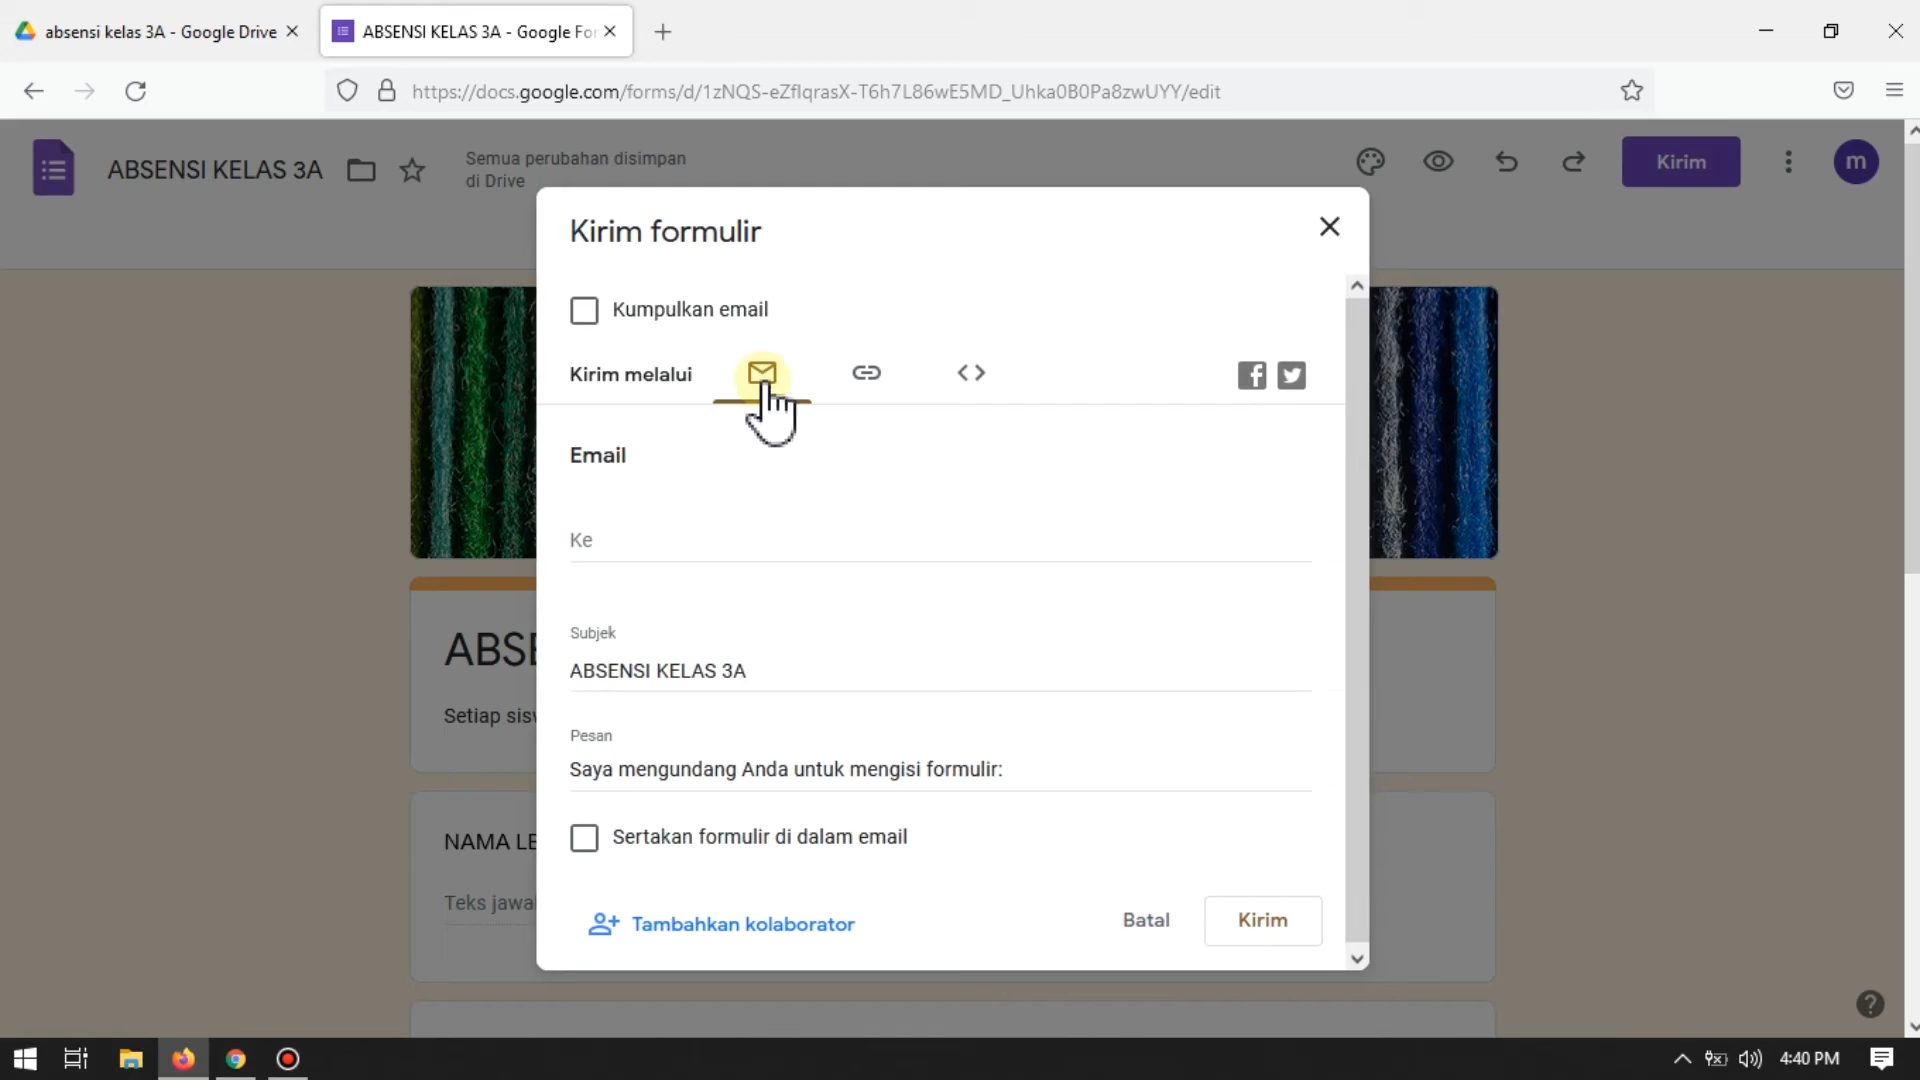 absensi kelas 3A - Google Drive
ABSENSI KELAS 3A - Google For
https://docs.google.com/forms/d/1zNQS-eZfIqrasX-T6h7L86wE5MD_Uhka0B0Pa8zwUYY/edit
ABSENSI KELAS 3A
Semua perubahan disimpan
di Drive
Kirim
m
Kirim formulir
Kumpulkan email
Kirim melalui
Email
Ke
Subjek
ABSENSI KELAS 3A
Pesan
Saya mengundang Anda untuk mengisi formulir:
Sertakan formulir di dalam email
Tambahkan kolaborator
Batal
Kirim
ABSE
Setiap sisw
NAMA LE
Teks jawa
4:40 PM